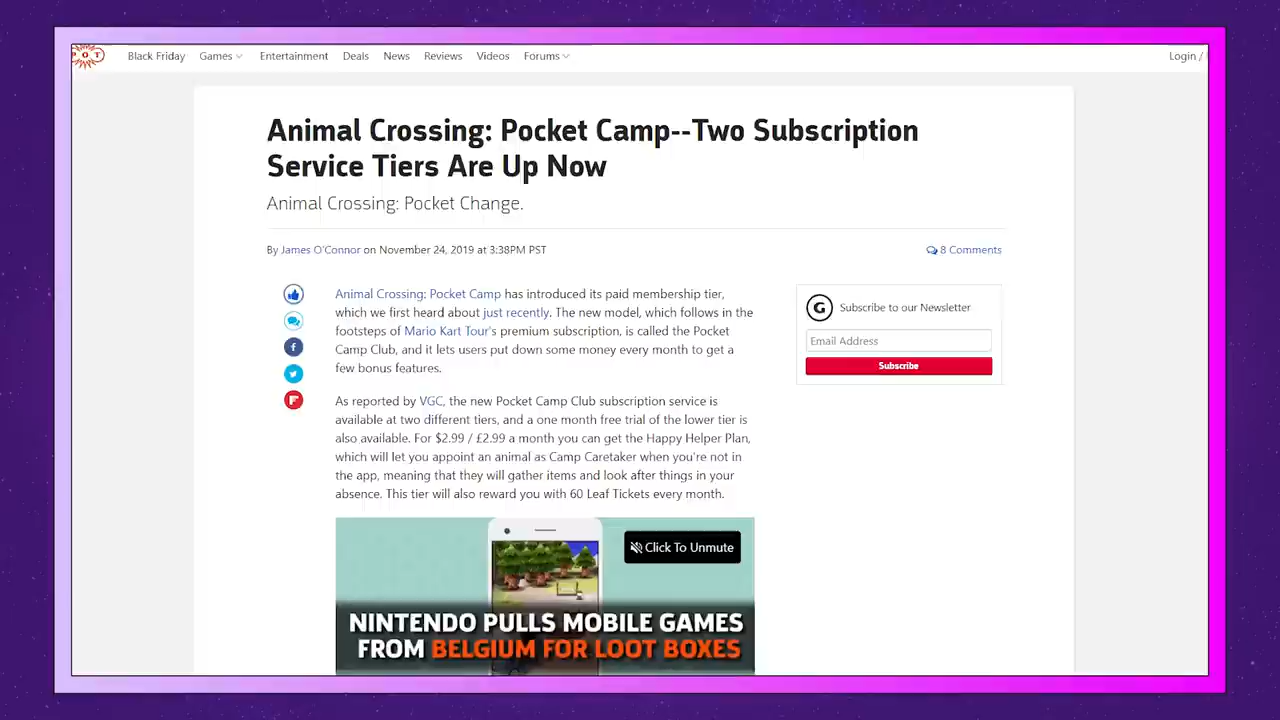 POT
Black Friday Games Entertainment Deals News Reviews Videos Forums Login /
Animal Crossing: Pocket Camp--Two Subscription
Service Tiers Are Up Now
Animal Crossing: Pocket Change.
By James O'Connor on November 24, 2019 at 3:38PM PST
8 Comments
Animal Crossing: Pocket Camp has introduced its paid membership tier,
which we first heard about just recently. The new model, which follows in the
footsteps of Mario Kart Tour's premium subscription, is called the Pocket
Camp Club, and it lets users put down some money every month to get a
few bonus features.
As reported by VGC, the new Pocket Camp Club subscription service is
available at two different tiers, and a one month free trial of the lower tier is
also available. For $2.99 / £2.99 a month you can get the Happy Helper Plan,
which will let you appoint an animal as Camp Caretaker when you're not in
the app, meaning that they will gather items and look after things in your
absence. This tier will also reward you with 60 Leaf Tickets every month.
G Subscribe to our Newsletter
Email Address
Subscribe
Click To Unmute
NINTENDO PULLS MOBILE GAMES
FROM BELGIUM FOR LOOT BOXES